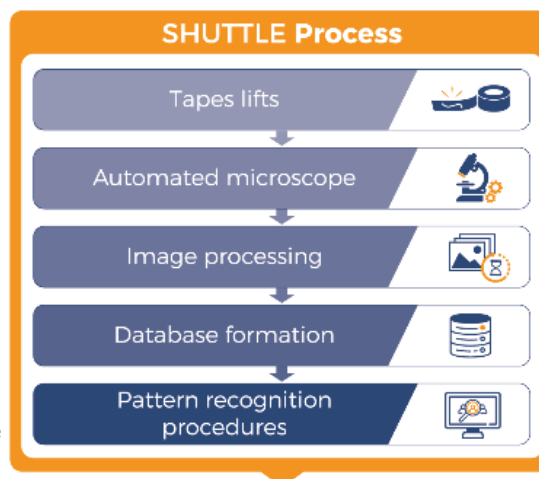 SHUTTLE Process
Tapes lifts
Automated microscope
Image processing
Database formation
Pattern recognition
procedures